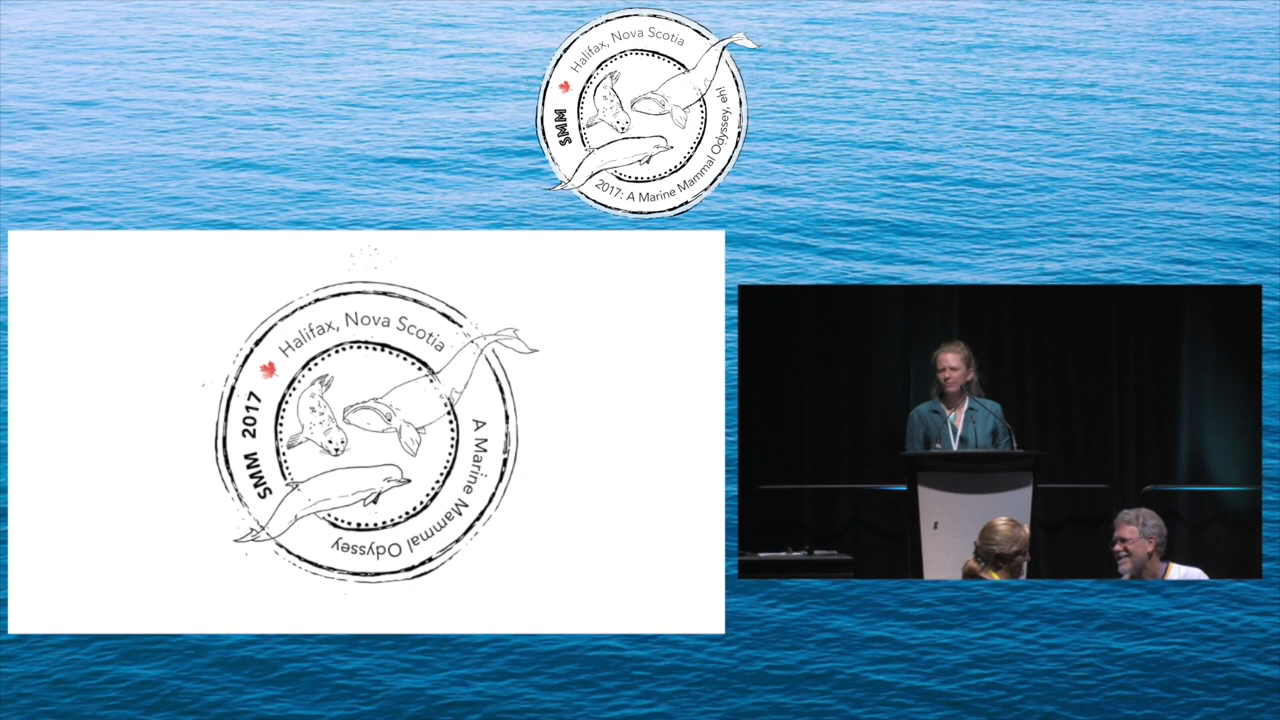 SMM
Halifax, Nova Scotia
2017: A Marine Mammal Odyssey, eh!
SMM 2017
Halifax, Nova Scotia
A Marine Mammal Odyssey